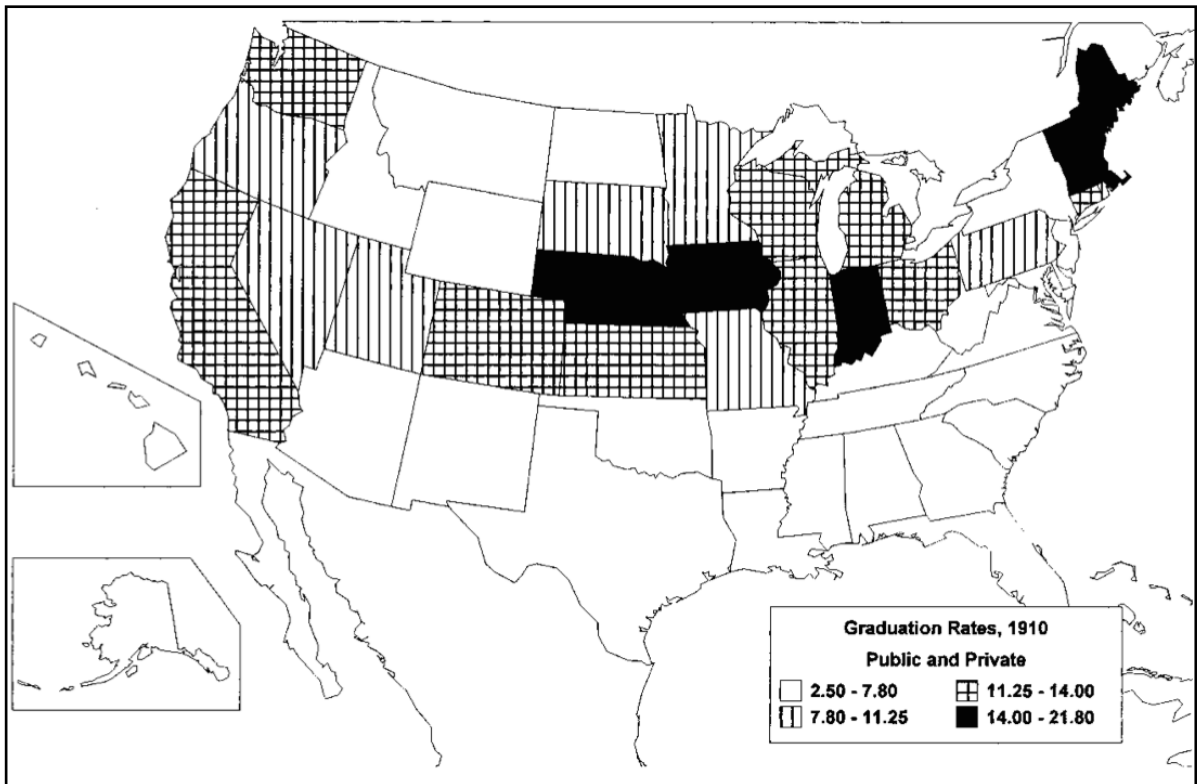 Graduation Rates, 1910
Public and Private
2.50 - 7.80
11.25 - 14.00
7.80 - 11.25
14.00 - 21.80